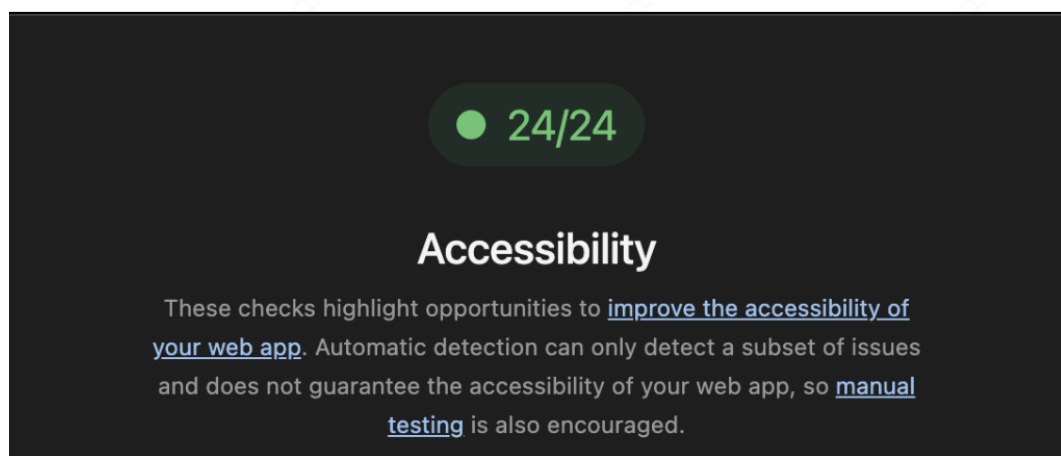 24/24
Accessibility
These checks highlight opportunities to improve the accessibility of
your web app. Automatic detection can only detect a subset of issues
and does not guarantee the accessibility of your web app, so manual
testing is also encouraged.